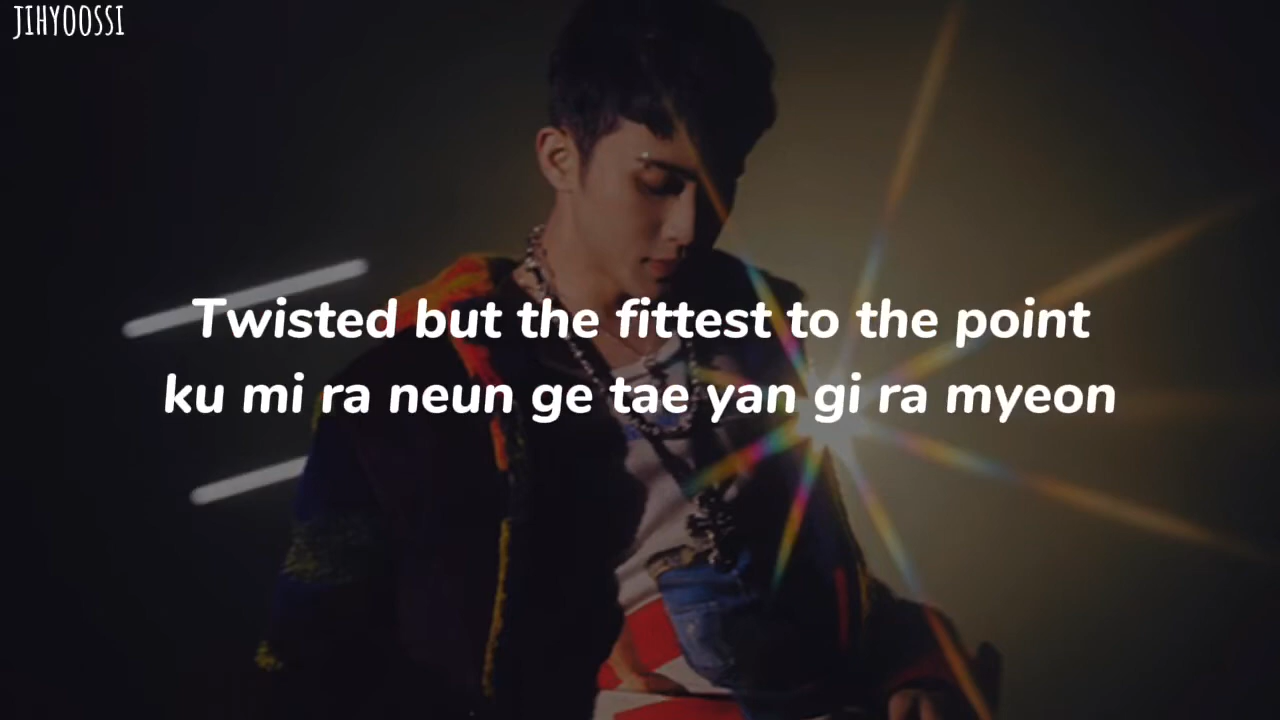 JIHYOOSSI
Twisted but the fittest to the point
ku mi ra neun ge tae yan gi ra myeon